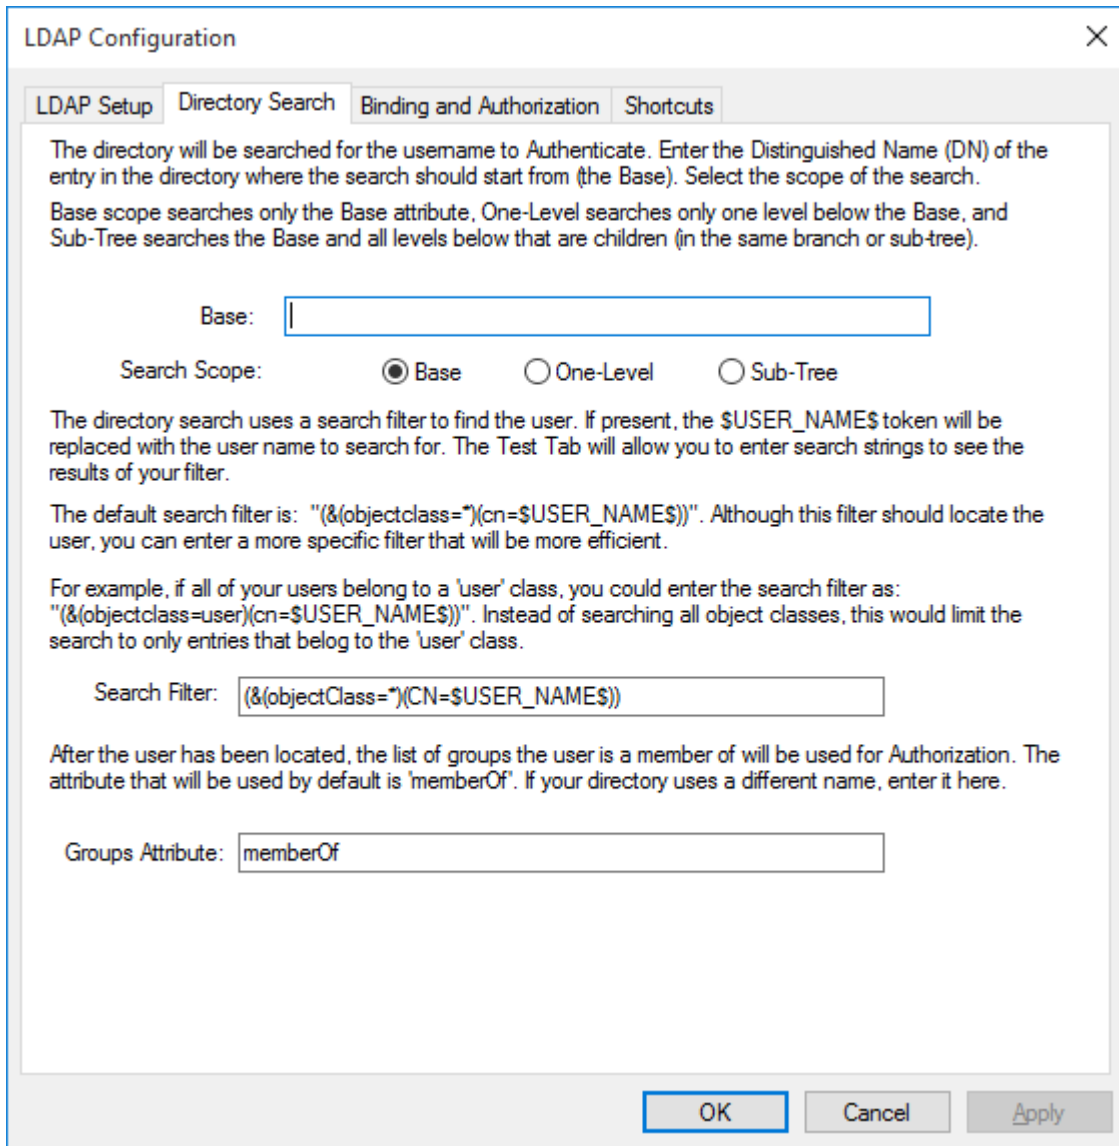 LDAP Configuration
LDAP Setup Directory Search Binding and Authorization Shortcuts
The directory will be searched for the username to Authenticate. Enter the Distinguished Name (DN) of the
entry in the directory where the search should start from (the Base). Select the scope of the search.
Base scope searches only the Base attribute, One-Level searches only one level below the Base, and
Sub-Tree searches the Base and all levels below that are children (in the same branch or sub-tree).
Base:
Search Scope: Base One-Level Sub-Tree
The directory search uses a search filter to find the user. If present, the $USER_NAME$ token will be
replaced with the user name to search for. The Test Tab will allow you to enter search strings to see the
results of your filter.
The default search filter is: "(&(objectclass=*)(cn=$USER_NAME$))". Although this filter should locate the
user, you can enter a more specific filter that will be more efficient.
For example, if all of your users belong to a 'user' class, you could enter the search filter as:
"(&(objectclass=user)(cn=$USER_NAME$))". Instead of searching all object classes, this would limit the
search to only entries that belog to the 'user' class.
Search Filter: (&(objectClass=*)(CN=$USER_NAME$))
After the user has been located, the list of groups the user is a member of will be used for Authorization. The
attribute that will be used by default is 'memberOf'. If your directory uses a different name, enter it here.
Groups Attribute: memberOf
OK Cancel Apply